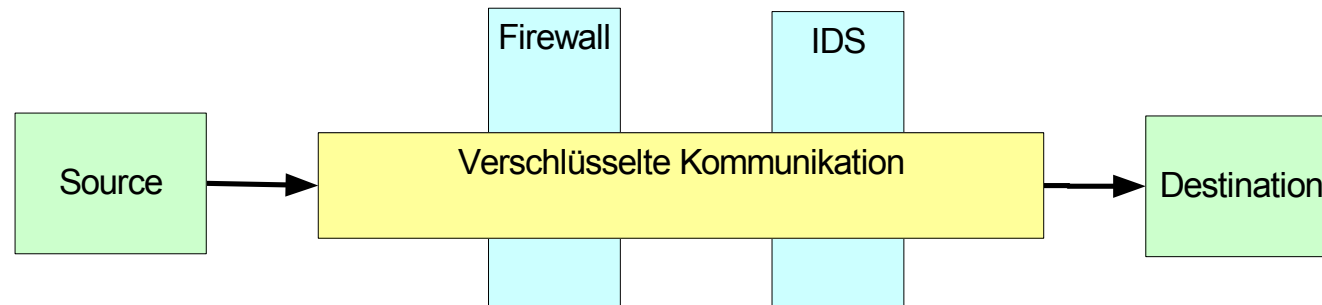 Firewall
IDS
Source
Verschlüsselte Kommunikation
Destination